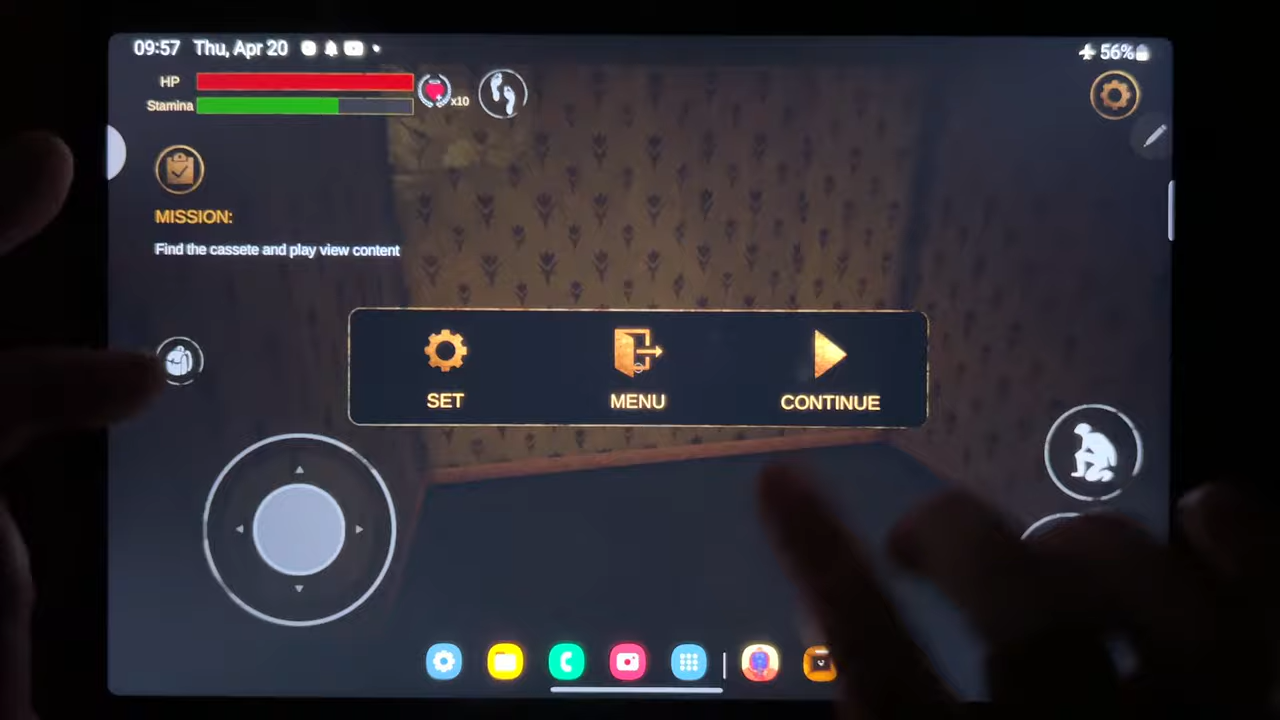 09:57 Thu, Apr 20
56%
HP
Stamina
x10
MISSION:
Find the cassete and play view content
SET
MENU
CONTINUE